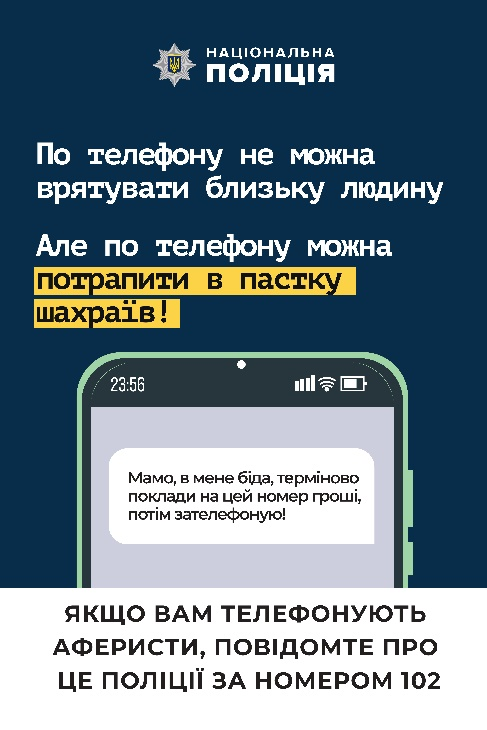 НАЦІОНАЛЬНА
ПОЛІЦІЯ
По телефону не можна
врятувати близьку людину
Але по телефону можна
потрапити в пастку
шахраїв!
23:56
Мамо, в мене біда, терміново
поклади на цей номер гроші,
потім зателефоную!
ЯКЩО ВАМ ТЕЛЕФОНУЮТЬ
АФЕРИСТИ, ПОВІДОМТЕ ПРО
ЦЕ ПОЛІЦІЇ ЗА НОМЕРОМ 102